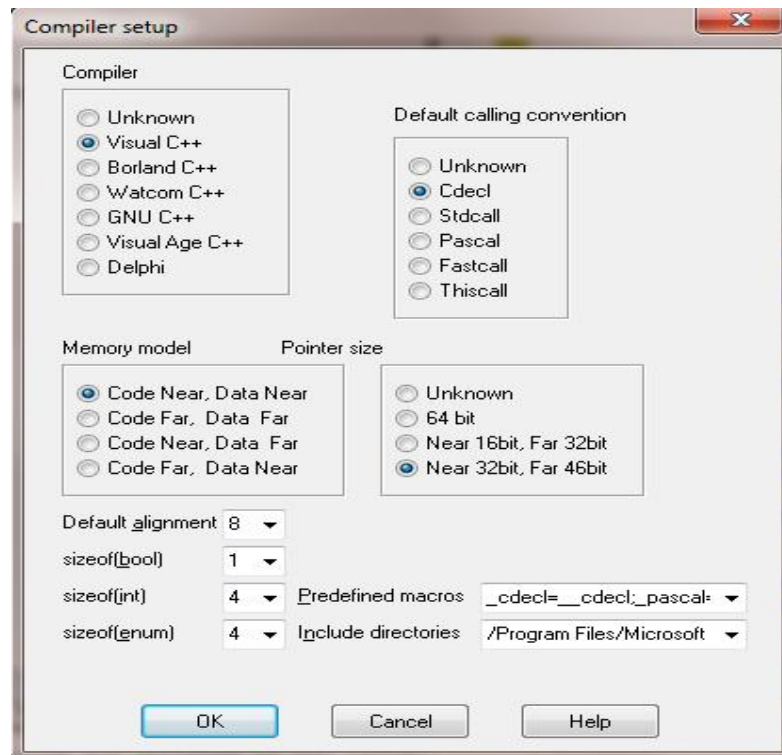 Compiler setup
Compiler
Unknown
Visual C++
Borland C++
Watcom C++
GNU C++
Visual Age C++
Delphi
Default calling convention
Unknown
Cdecl
Stdcall
Pascal
Fastcall
Thiscall
Memory model
Code Near, Data Near
Code Far, Data Far
Code Near, Data Far
Code Far, Data Near
Pointer size
Unknown
64 bit
Near 16bit, Far 32bit
Near 32bit, Far 46bit
Default alignment 8
sizeof(bool) 1
sizeof(int) 4
sizeof(enum) 4
Predefined macros _cdecl=__cdecl;_pascal=
Include directories /Program Files/Microsoft
OK Cancel Help